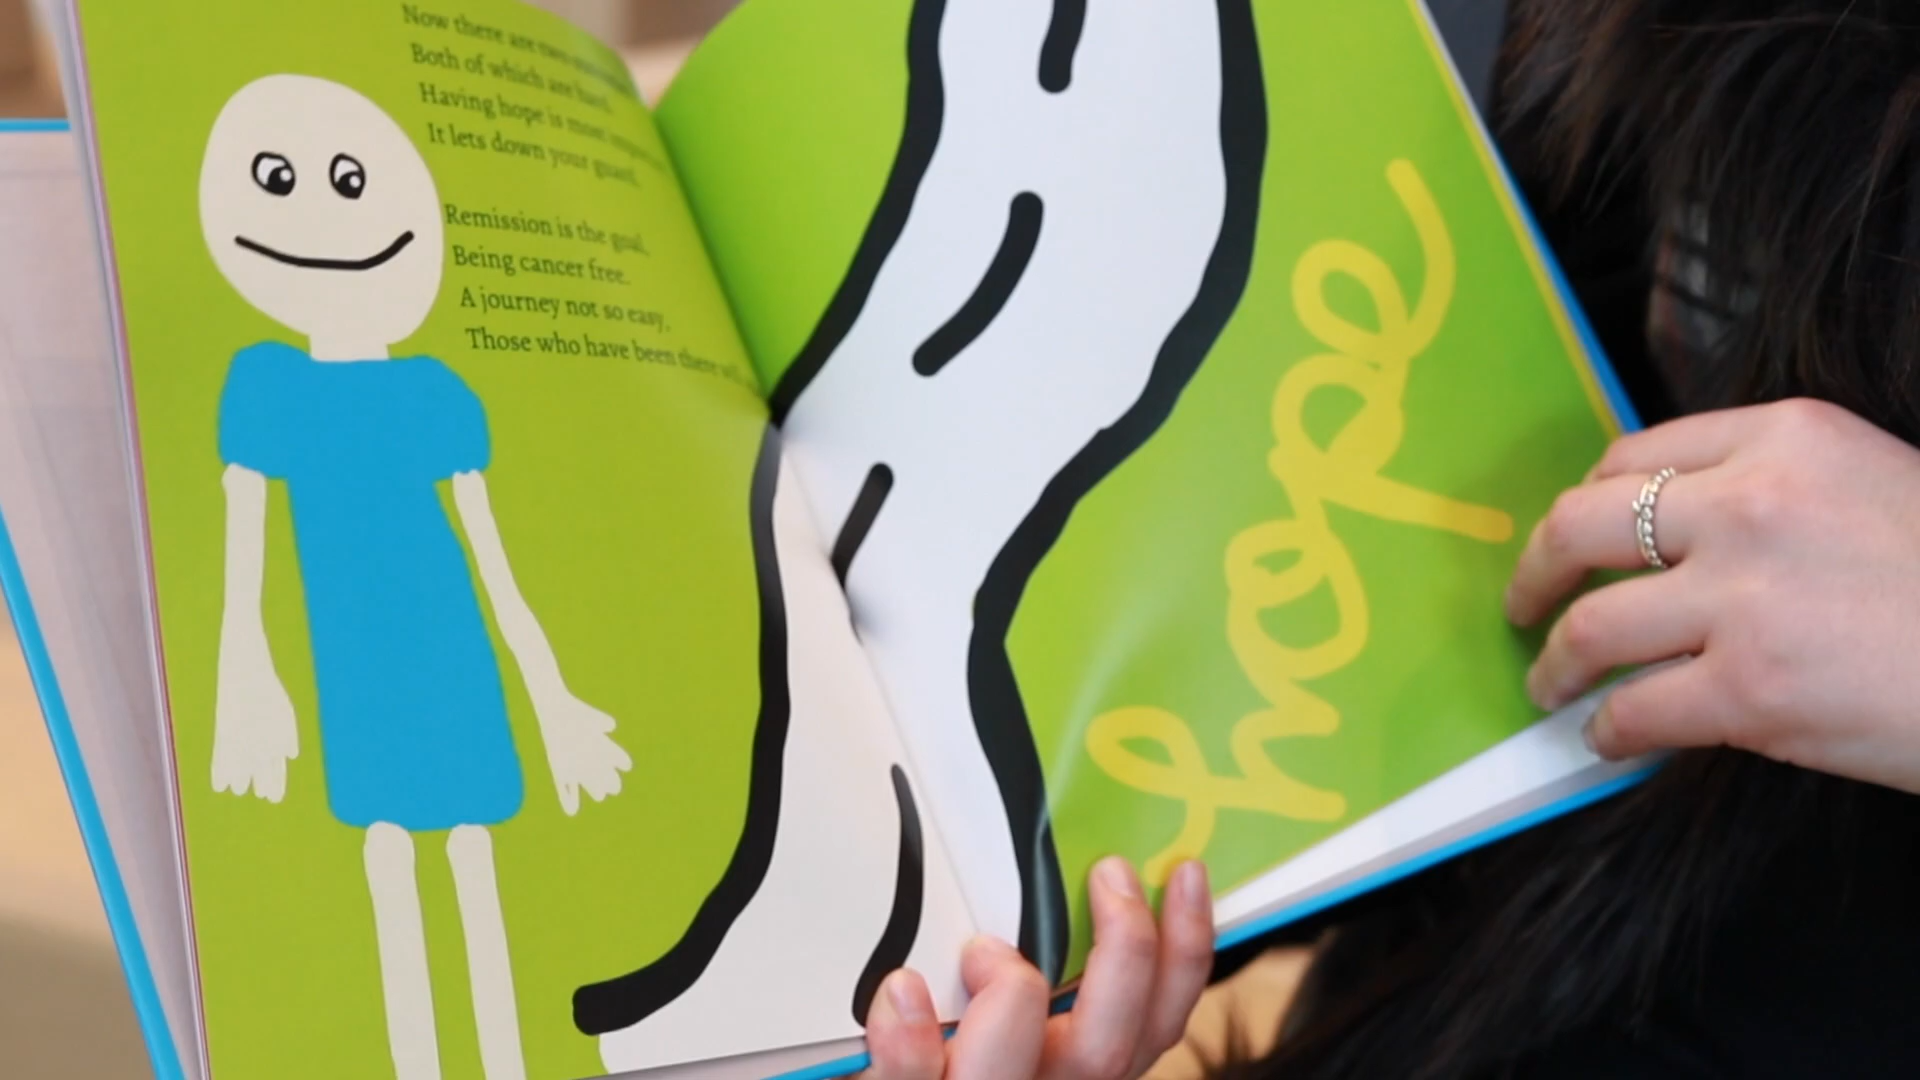 Now there are two
Both of which are hard.
Having hope is most important
It lets down your guard.
Remission is the goal,
Being cancer free.
A journey not so easy,
Those who have been there
hope